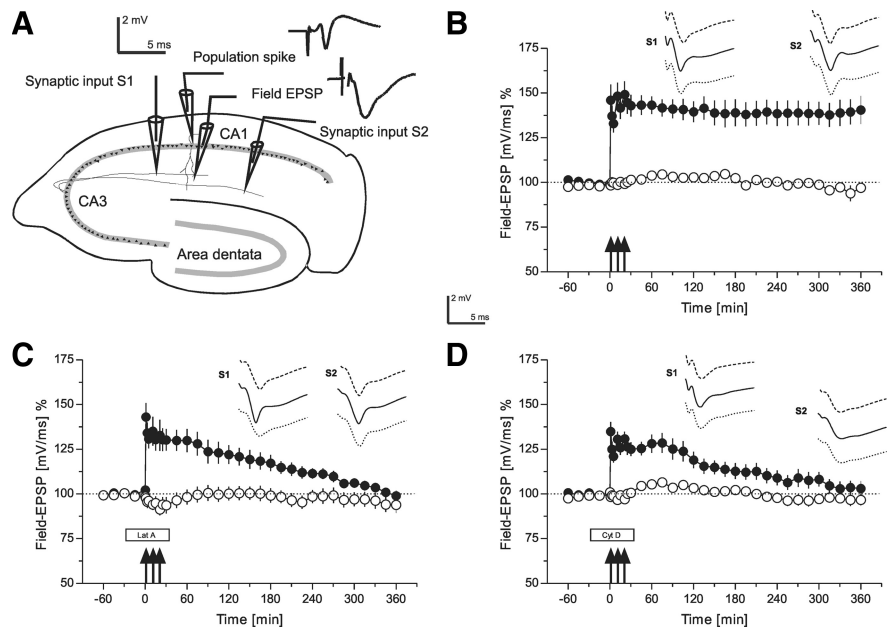 A
2 mV
5 ms
Population spike
Synaptic input S1
Field EPSP
Synaptic input S2
CA1
CA3
Area dentata
B
S1
S2
Field-EPSP [mV/ms] %
175
150
125
100
75
50
-60 0 60 120 180 240 300 360
Time [min]
2 mV
5 ms
C
S1
S2
Field-EPSP [mV/ms] %
175
150
125
100
75
50
Lat A
-60 0 60 120 180 240 300 360
Time [min]
D
S1
S2
Field-EPSP [mV/ms] %
175
150
125
100
75
50
Cyt D
-60 0 60 120 180 240 300 360
Time [min]